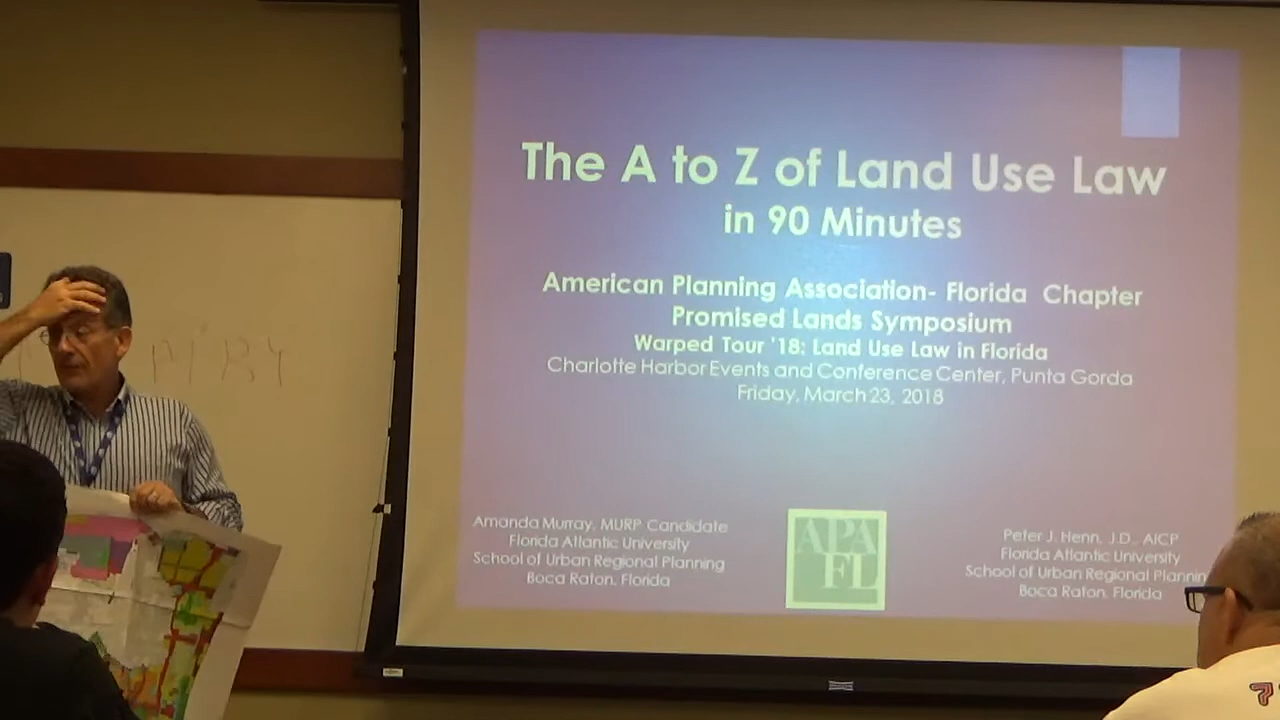 The A to Z of Land Use Law
in 90 Minutes
American Planning Association- Florida Chapter
Promised Lands Symposium
Warped Tour '18: Land Use Law in Florida
Charlotte Harbor Events and Conference Center, Punta Gorda
Friday, March 23, 2018
Amanda Murray, MURP Candidate
Florida Atlantic University
School of Urban Regional Planning
Boca Raton, Florida
APA
FL
Peter J. Henn, J.D., AICP
Florida Atlantic University
School of Urban Regional Plannin
Boca Raton, Florida
7